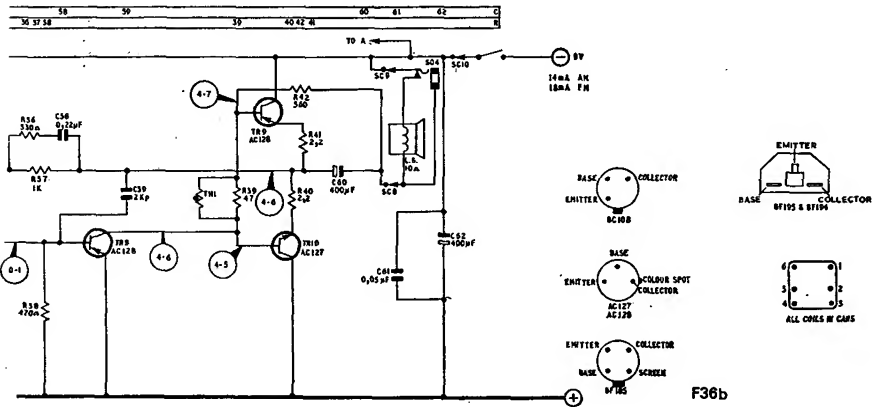 58 59 60 61 62 C
36 37 38 39 40 42 41 R
TO A
SC9
SO4
SC10
9V
14mA AM
18mA FM
4·7
R42
560
R36
330Ω
C58
0,22µF
TR9
AC128
R41
2,2
L.S.
R37
1K
C39
2Kp
TH1
R39
47
4·6
R40
2,2
C60
400µF
SC8
0·1
TR8
AC128
4·6
4·5
TR10
AC127
C61
0,05µF
C62
400µF
R38
470Ω
BASE
COLLECTOR
EMITTER
BC108
EMITTER
BASE
COLLECTOR
BF195 & BF194
BASE
EMITTER
COLOUR SPOT
COLLECTOR
AC127
AC128
6 1
5 2
4 3
ALL COILS IN CANS
EMITTER
COLLECTOR
BASE
SCREEN
BF185
F36b